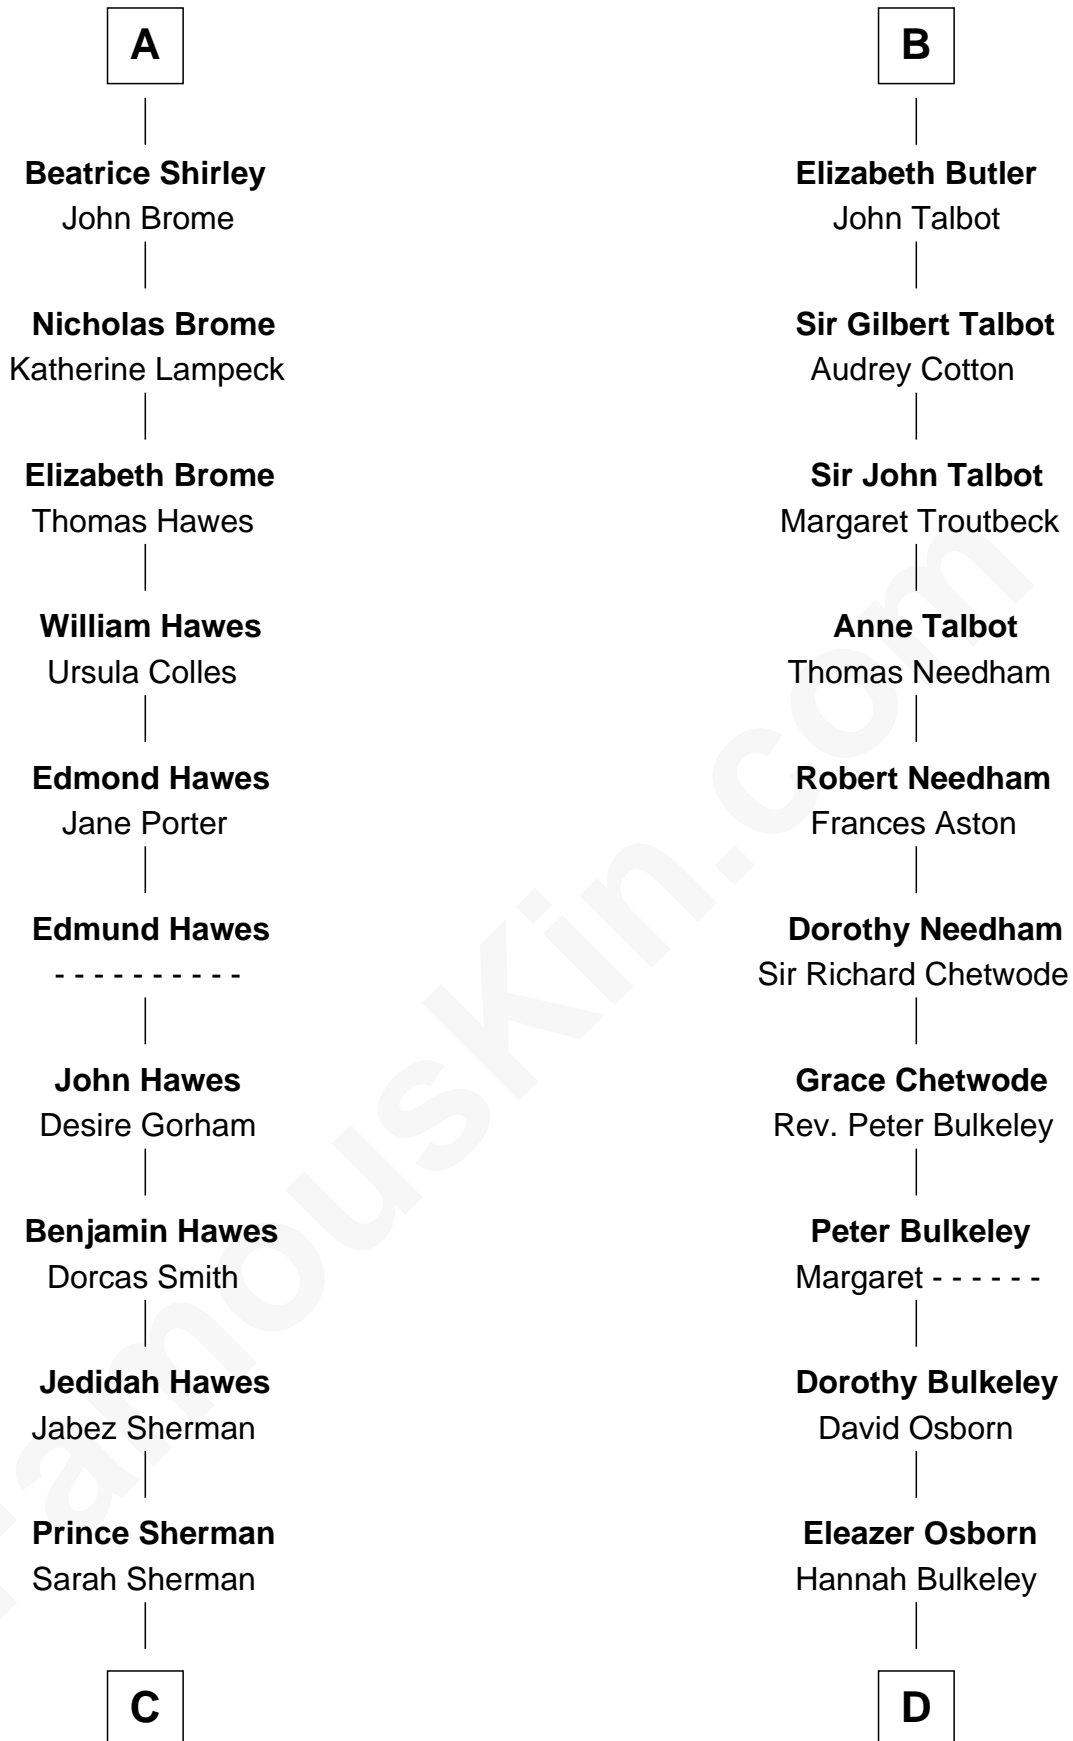 A
Beatrice Shirley
John Brome
Nicholas Brome
Katherine Lampeck
Elizabeth Brome
Thomas Hawes
William Hawes
Ursula Colles
Edmond Hawes
Jane Porter
Edmund Hawes
- - - - - - - - - -
John Hawes
Desire Gorham
Benjamin Hawes
Dorcas Smith
Jedidah Hawes
Jabez Sherman
Prince Sherman
Sarah Sherman
C
B
Elizabeth Butler
John Talbot
Sir Gilbert Talbot
Audrey Cotton
Sir John Talbot
Margaret Troutbeck
Anne Talbot
Thomas Needham
Robert Needham
Frances Aston
Dorothy Needham
Sir Richard Chetwode
Grace Chetwode
Rev. Peter Bulkeley
Peter Bulkeley
Margaret - - - - - -
Dorothy Bulkeley
David Osborn
Eleazer Osborn
Hannah Bulkeley
D
FamousKin.com